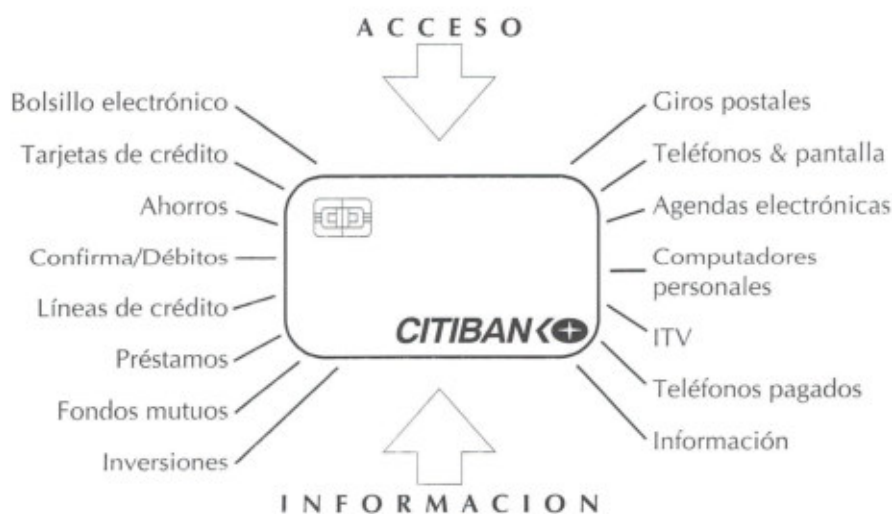 ACCESO
Bolsillo electrónico
Tarjetas de crédito
Ahorros
Confirma/Débitos
Líneas de crédito
Préstamos
Fondos mutuos
Inversiones
CITIBANK
Giros postales
Teléfonos & pantalla
Agendas electrónicas
Computadores
personales
ITV
Teléfonos pagados
Información
INFORMACION